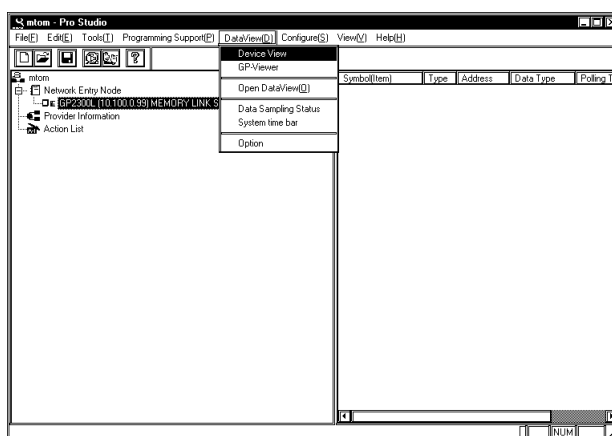 mtom - Pro Studio
File(F) Edit(E) Tools(T) Programming Support(P) DataView(D) Configure(S) View(V) Help(H)
Device View
GP-Viewer
Open DataView(O)
Data Sampling Status
System time bar
Option
mtom
Network Entry Node
GP2300L (10.100.0.99) MEMORY LINK S
Provider Information
Action List
Symbol(Item) Type Address Data Type Polling T
NUM